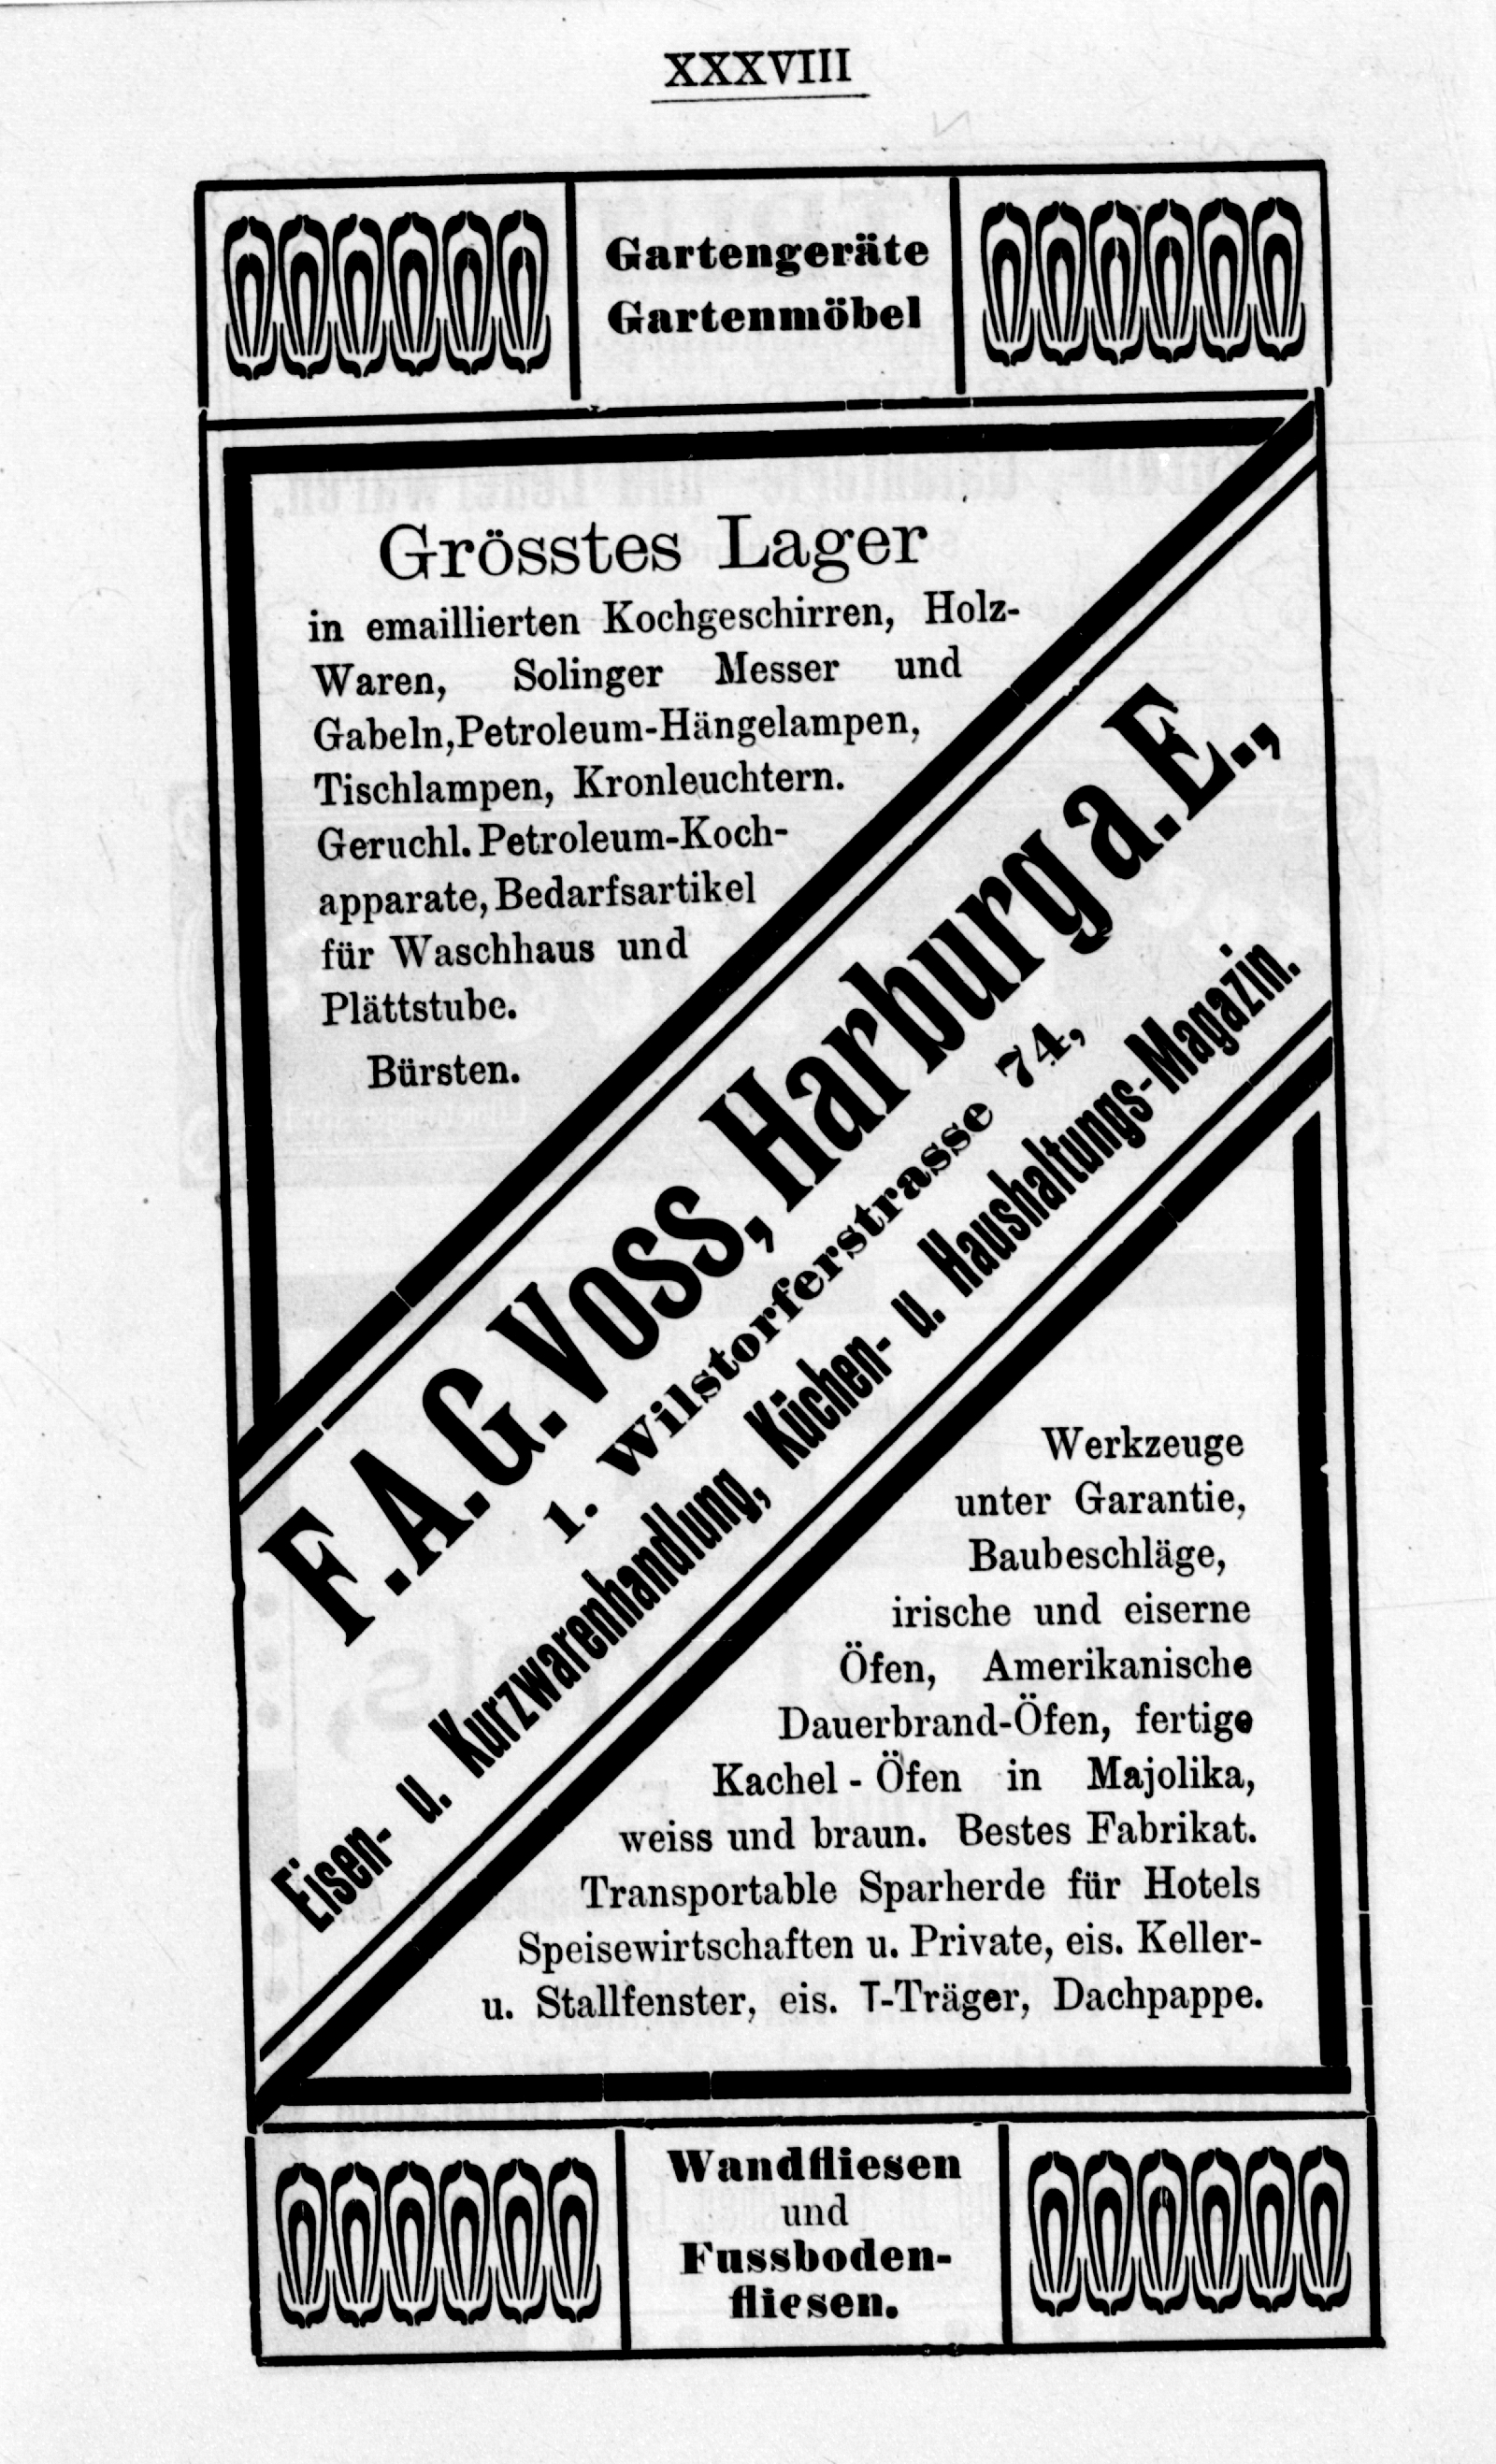 XXXVIII
Gartengeräte
Gartenmöbel
Grösstes Lager
in emaillierten Kochgeschirren, Holz-
Waren, Solinger Messer und
Gabeln, Petroleum-Hängelampen,
Tischlampen, Kronleuchtern.
Geruchl. Petroleum-Koch-
apparate, Bedarfsartikel
für Waschhaus und
Plättstube.
Bürsten.
F. A. G. Voss, Harburg a. E.,
1. Wilstorferstrasse 74,
Eisen- u. Kurzwarenhandlung, Küchen- u. Haushaltungs-Magazin.
Werkzeuge
unter Garantie,
Baubeschläge,
irische und eiserne
Öfen, Amerikanische
Dauerbrand-Öfen, fertige
Kachel - Öfen in Majolika,
weiss und braun. Bestes Fabrikat.
Transportable Sparherde für Hotels
Speisewirtschaften u. Private, eis. Keller-
u. Stallfenster, eis. T-Träger, Dachpappe.
Wandfliesen
und
Fussboden-
fliesen.